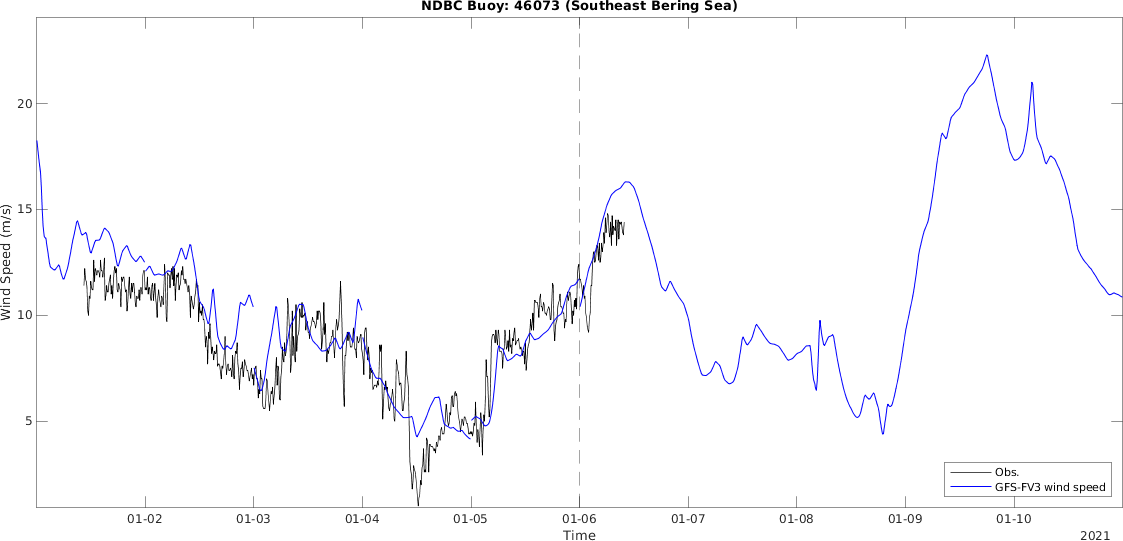 NDBC Buoy: 46073 (Southeast Bering Sea)
Wind Speed (m/s)
20
15
10
5
Obs.
GFS-FV3 wind speed
01-02 01-03 01-04 01-05 01-06 01-07 01-08 01-09 01-10
Time
2021